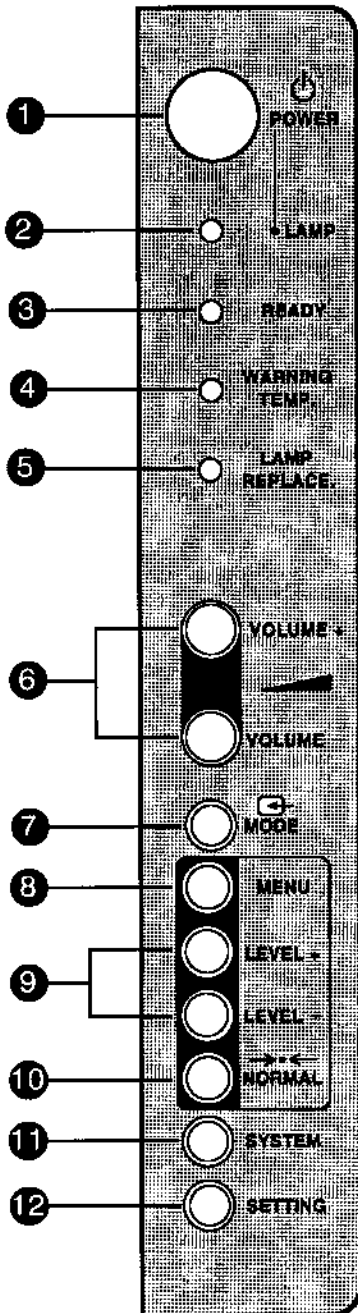 1
POWER
2
LAMP
3
READY
4
WARNING
TEMP.
5
LAMP
REPLACE.
6
VOLUME +
VOLUME
7
MODE
8
MENU
9
LEVEL +
LEVEL -
10
NORMAL
11
SYSTEM
12
SETTING